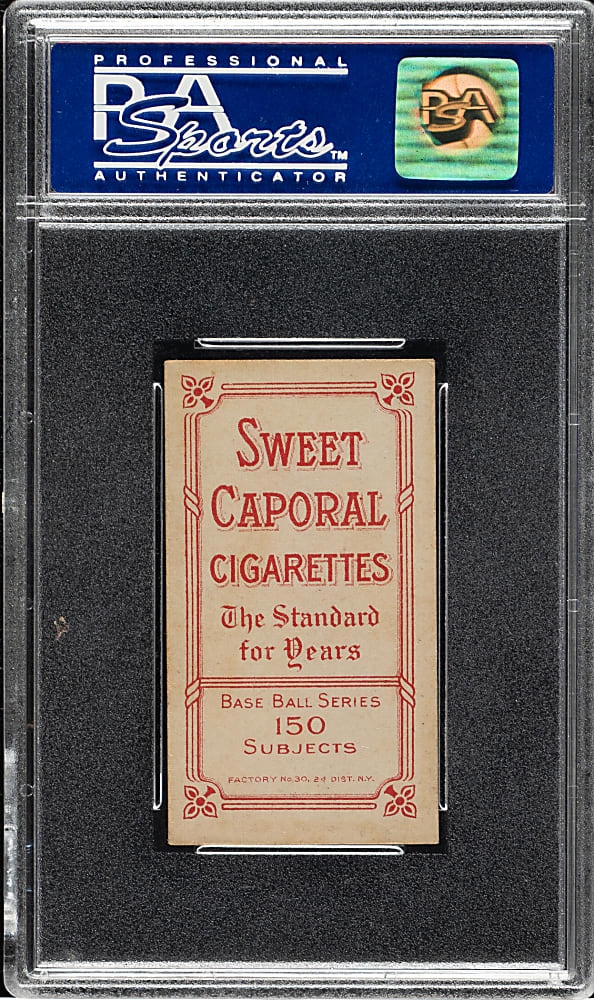 PROFESSIONAL
PSA
Sports™
AUTHENTICATOR
PSA
SWEET
CAPORAL
CIGARETTES
The Standard
for Years
BASE BALL SERIES
150
SUBJECTS
FACTORY No. 30, 2d DIST. N.Y.